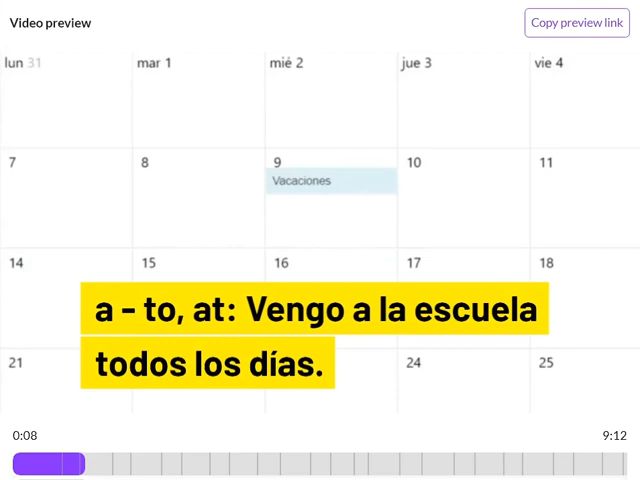 Video preview
Copy preview link
lun 31
mar 1
mié 2
jue 3
vie 4
7
8
9
10
11
Vacaciones
14
15
16
17
18
a - to, at: Vengo a la escuela
todos los días.
21
24
25
0:08
9:12